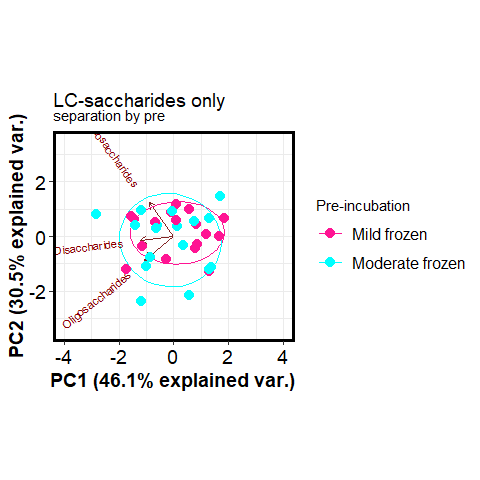 LC-saccharides only
separation by pre
PC2 (30.5% explained var.)
2
0
-2
Disaccharides
Oligosaccharides
-4
-2
0
2
4
PC1 (46.1% explained var.)
Pre-incubation
Mild frozen
Moderate frozen